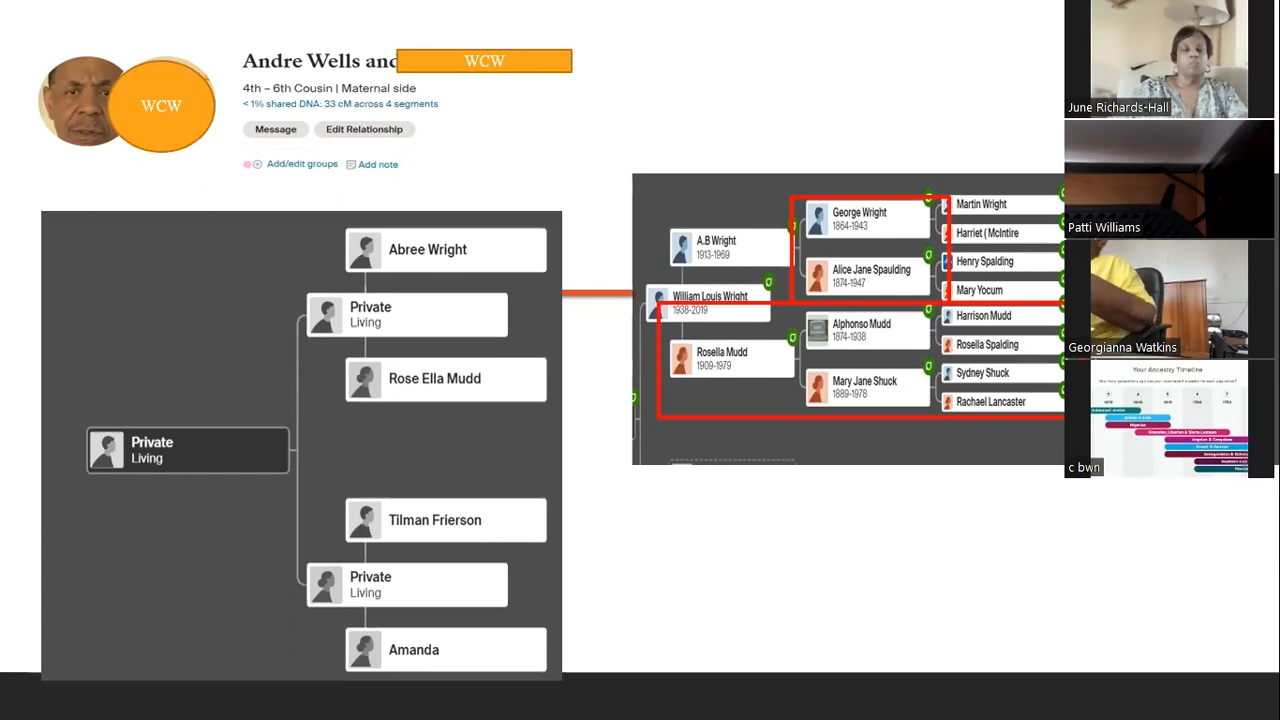 Andre Wells and
WCW
WCW
4th – 6th Cousin | Maternal side
< 1% shared DNA: 33 cM across 4 segments
Message
Edit Relationship
Add/edit groups
Add note
Abree Wright
Private
Living
Rose Ella Mudd
Private
Living
Tilman Frierson
Private
Living
Amanda
A.B Wright
1913-1969
William Louis Wright
1938-2019
Rosella Mudd
1909-1979
George Wright
1864-1943
Alice Jane Spaulding
1874-1947
Alphonso Mudd
1874-1938
Mary Jane Shuck
1889-1978
Martin Wright
Harriet ( McIntire
Henry Spalding
Mary Yocum
Harrison Mudd
Rosella Spalding
Sydney Shuck
Rachael Lancaster
June Richards-Hall
Patti Williams
Georgianna Watkins
Your Ancestry Timeline
c bwn